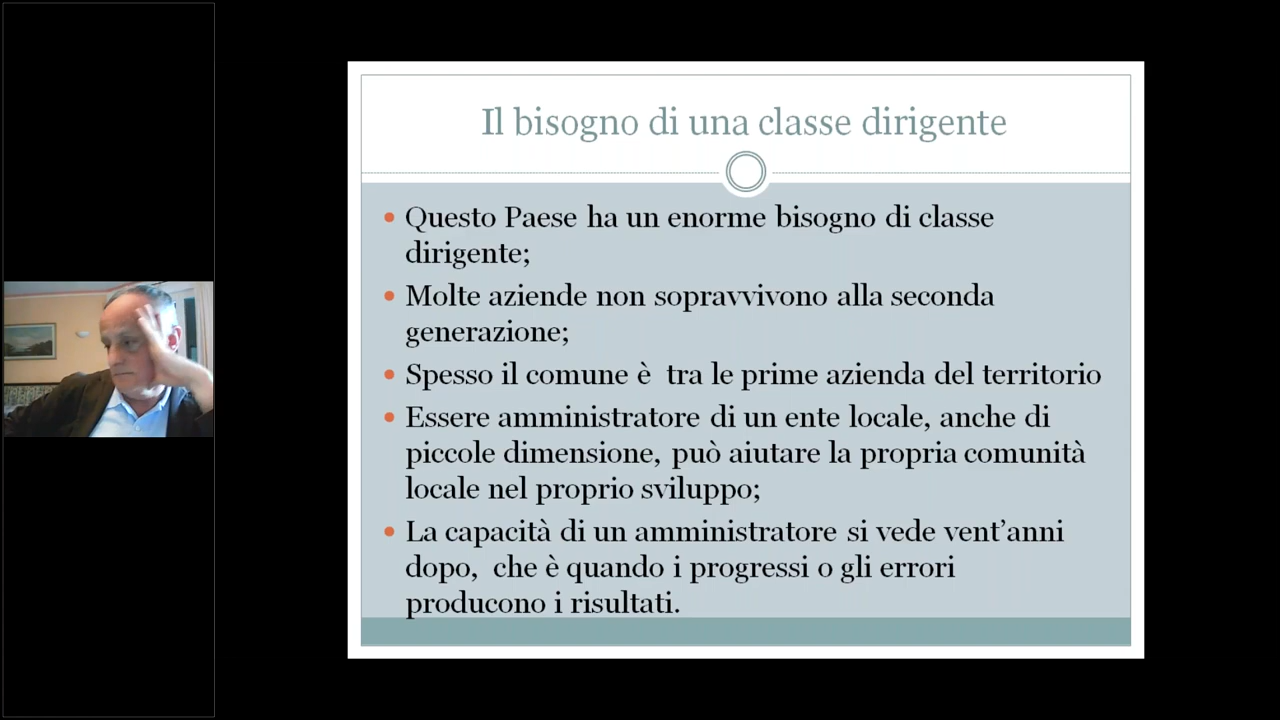 Il bisogno di una classe dirigente
Questo Paese ha un enorme bisogno di classe
dirigente;
Molte aziende non sopravvivono alla seconda
generazione;
Spesso il comune è  tra le prime azienda del territorio
Essere amministratore di un ente locale, anche di
piccole dimensione, può aiutare la propria comunità
locale nel proprio sviluppo;
La capacità di un amministratore si vede vent’anni
dopo,  che è quando i progressi o gli errori
producono i risultati.